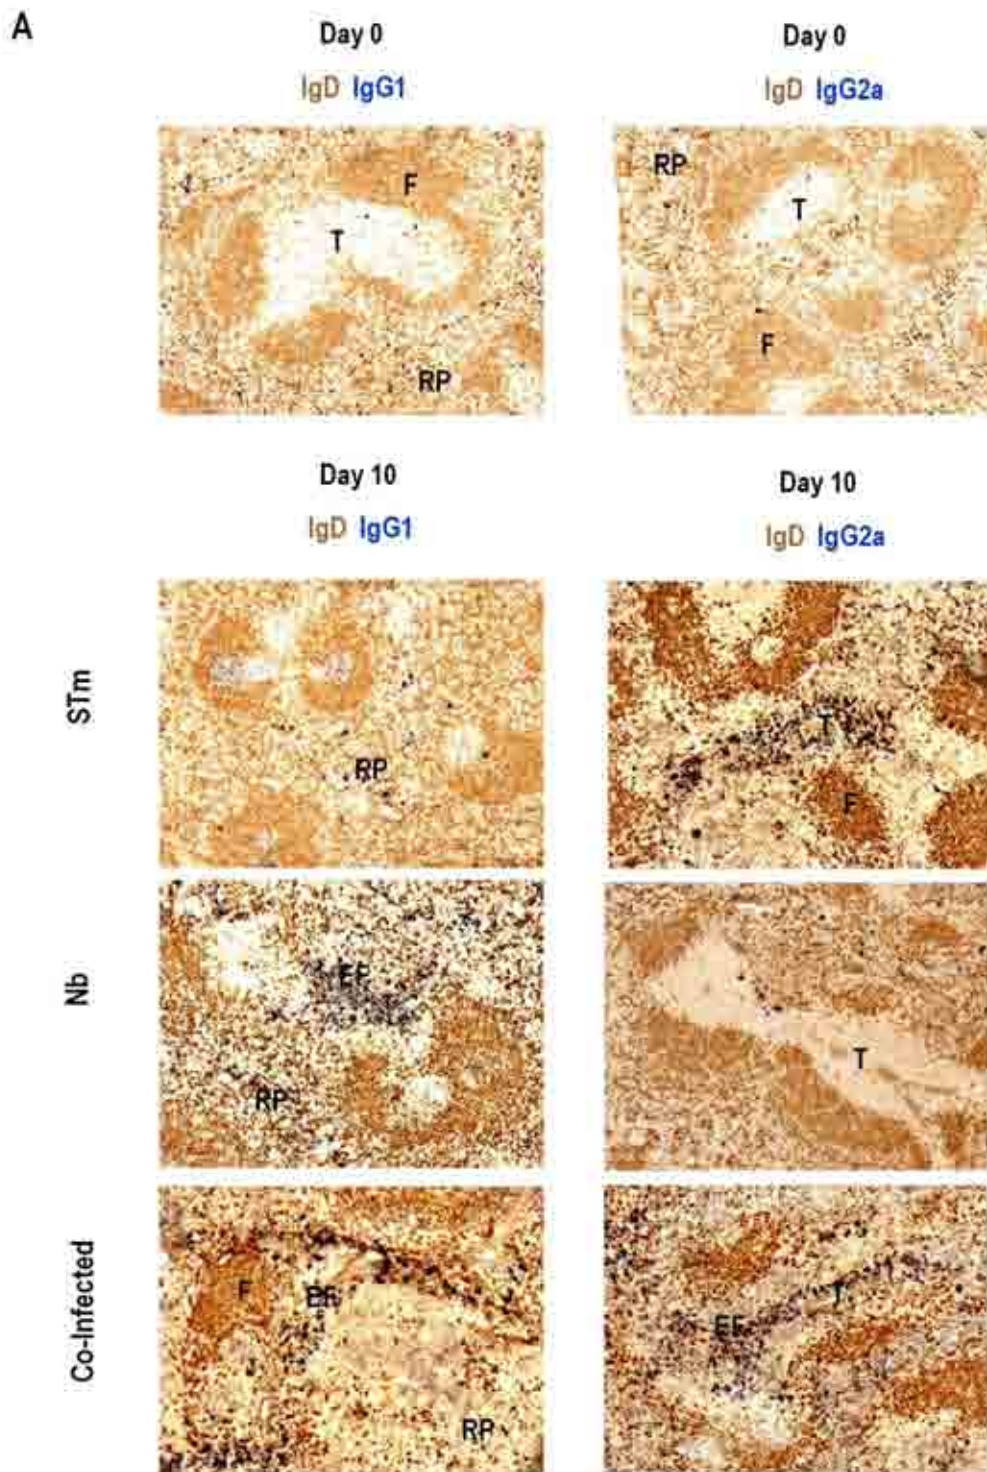 A
Day 0
Day 0
IgD IgG1
IgD IgG2a
F
T
RP
RP
T
F
Day 10
Day 10
IgD IgG1
IgD IgG2a
STm
RP
T
F
Nb
EF
RP
T
Co-Infected
F
EF
RP
T
EF